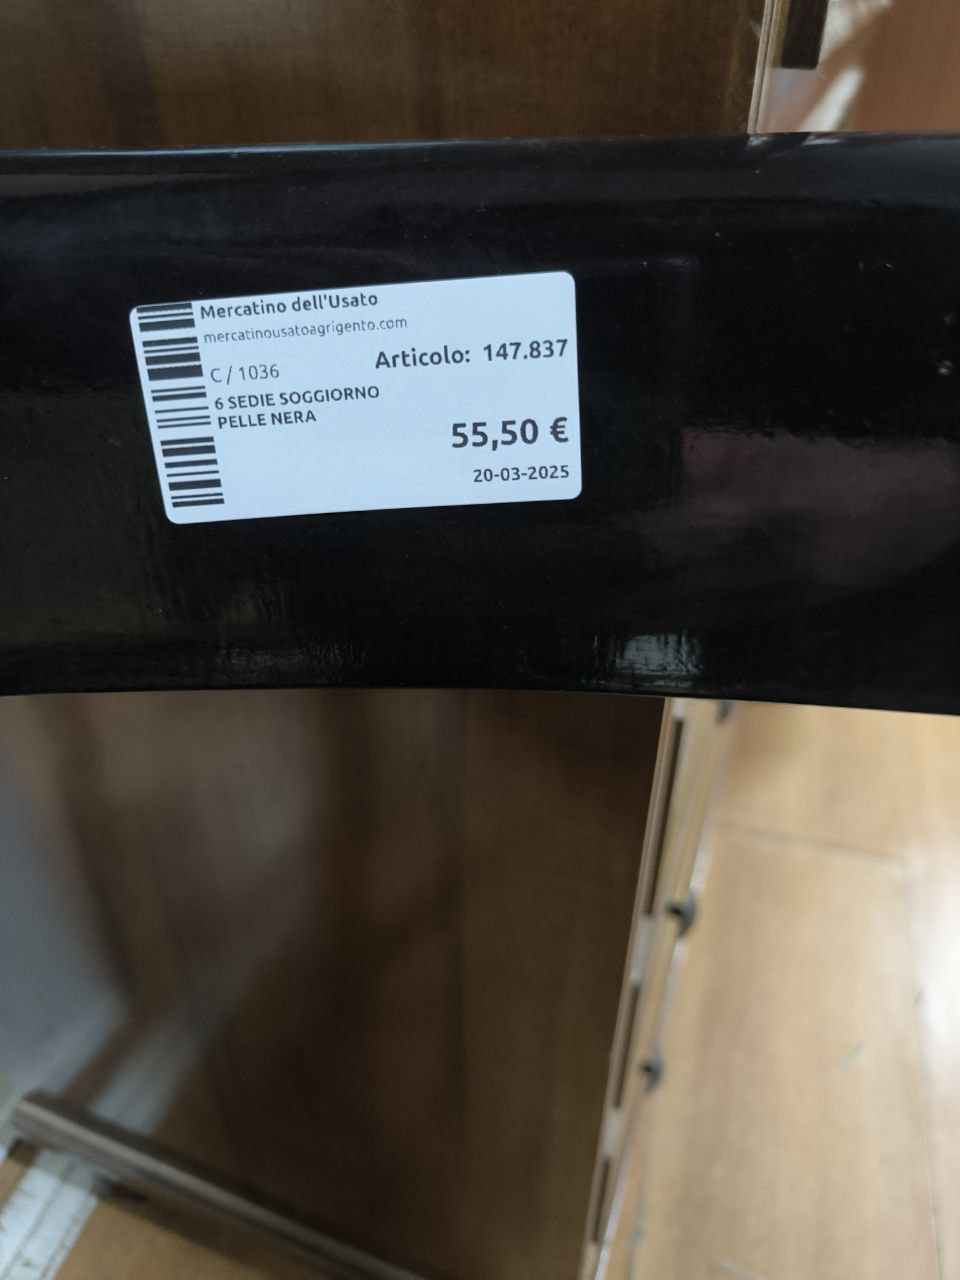 Mercatino dell'Usato
mercatinousatoagrigento.com
Articolo: 147.837
C / 1036
6 SEDIE SOGGIORNO
PELLE NERA
55,50 €
20-03-2025